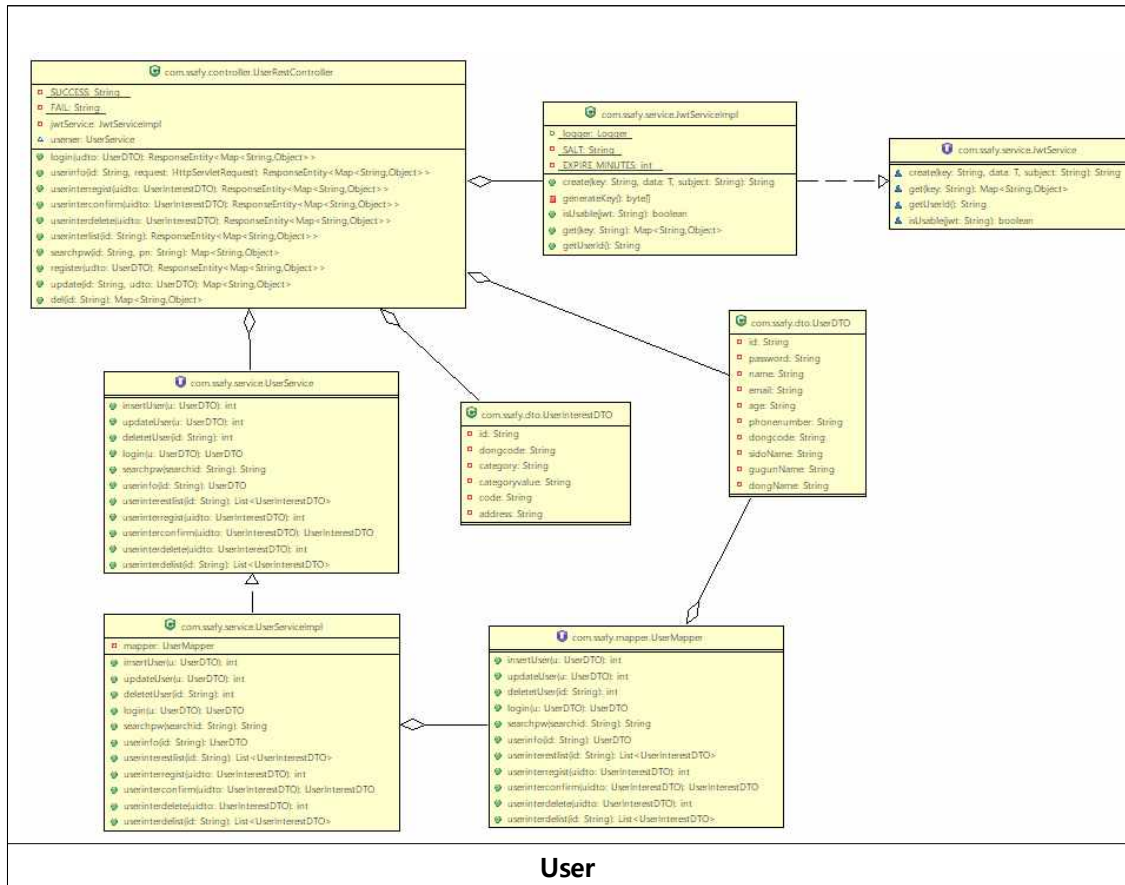 com.ssafy.controller.UserRestController
SUCCESS: String
FAIL: String
jwtService: JwtServiceImpl
userser: UserService
login(udto: UserDTO): ResponseEntity<Map<String,Object>>
userinfo(id: String, request: HttpServletRequest): ResponseEntity<Map<String,Object>>
userinterregist(uidto: UserInterestDTO): ResponseEntity<Map<String,Object>>
userinterconfirm(uidto: UserInterestDTO): ResponseEntity<Map<String,Object>>
userinterdelete(uidto: UserInterestDTO): ResponseEntity<Map<String,Object>>
userinterlist(id: String): ResponseEntity<Map<String,Object>>
searchpw(id: String, pn: String): Map<String,Object>
register(udto: UserDTO): ResponseEntity<Map<String,Object>>
update(id: String, udto: UserDTO): Map<String,Object>
del(id: String): Map<String,Object>
com.ssafy.service.JwtServiceImpl
logger: Logger
SALT: String
EXPIRE_MINUTES: int
create(key: String, data: T, subject: String): String
generateKey(): byte[]
isUsable(jwt: String): boolean
get(key: String): Map<String,Object>
getUserid(): String
com.ssafy.service.JwtService
create(key: String, data: T, subject: String): String
get(key: String): Map<String,Object>
getUserid(): String
isUsable(jwt: String): boolean
com.ssafy.dto.UserDTO
id: String
password: String
name: String
email: String
age: String
phonenumber: String
dongcode: String
sidoName: String
gugunName: String
dongName: String
com.ssafy.service.UserService
insertUser(u: UserDTO): int
updateUser(u: UserDTO): int
deletetUser(id: String): int
login(u: UserDTO): UserDTO
searchpw(searchid: String): String
userinfo(id: String): UserDTO
userinterestlist(id: String): List<UserInterestDTO>
userinterregist(uidto: UserInterestDTO): int
userinterconfirm(uidto: UserInterestDTO): UserInterestDTO
userinterdelete(uidto: UserInterestDTO): int
userinterdelist(id: String): List<UserInterestDTO>
com.ssafy.dto.UserInterestDTO
id: String
dongcode: String
category: String
categoryvalue: String
code: String
address: String
com.ssafy.service.UserServiceImpl
mapper: UserMapper
insertUser(u: UserDTO): int
updateUser(u: UserDTO): int
deletetUser(id: String): int
login(u: UserDTO): UserDTO
searchpw(searchid: String): String
userinfo(id: String): UserDTO
userinterestlist(id: String): List<UserInterestDTO>
userinterregist(uidto: UserInterestDTO): int
userinterconfirm(uidto: UserInterestDTO): UserInterestDTO
userinterdelete(uidto: UserInterestDTO): int
userinterdelist(id: String): List<UserInterestDTO>
com.ssafy.mapper.UserMapper
insertUser(u: UserDTO): int
updateUser(u: UserDTO): int
deletetUser(id: String): int
login(u: UserDTO): UserDTO
searchpw(searchid: String): String
userinfo(id: String): UserDTO
userinterestlist(id: String): List<UserInterestDTO>
userinterregist(uidto: UserInterestDTO): int
userinterconfirm(uidto: UserInterestDTO): UserInterestDTO
userinterdelete(uidto: UserInterestDTO): int
userinterdelist(id: String): List<UserInterestDTO>
User